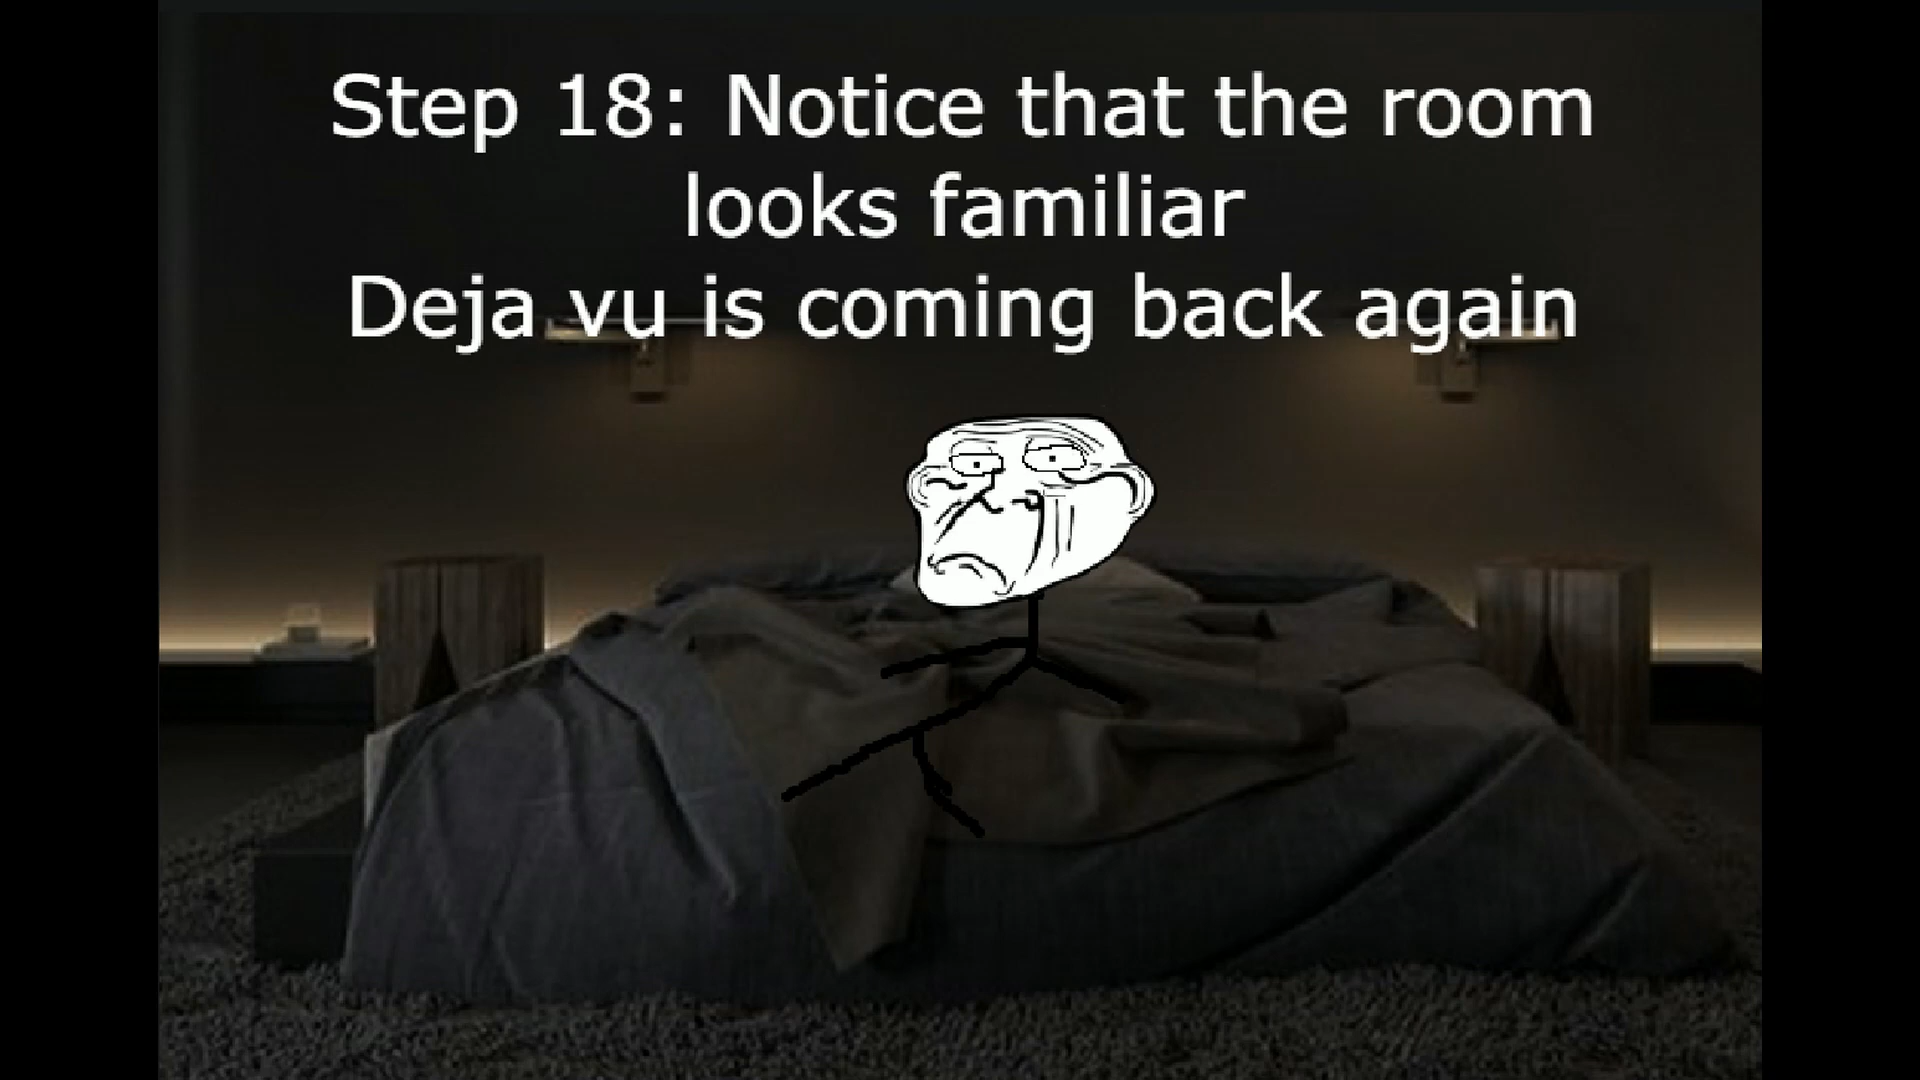 Step 18: Notice that the room
looks familiar
Deja vu is coming back again